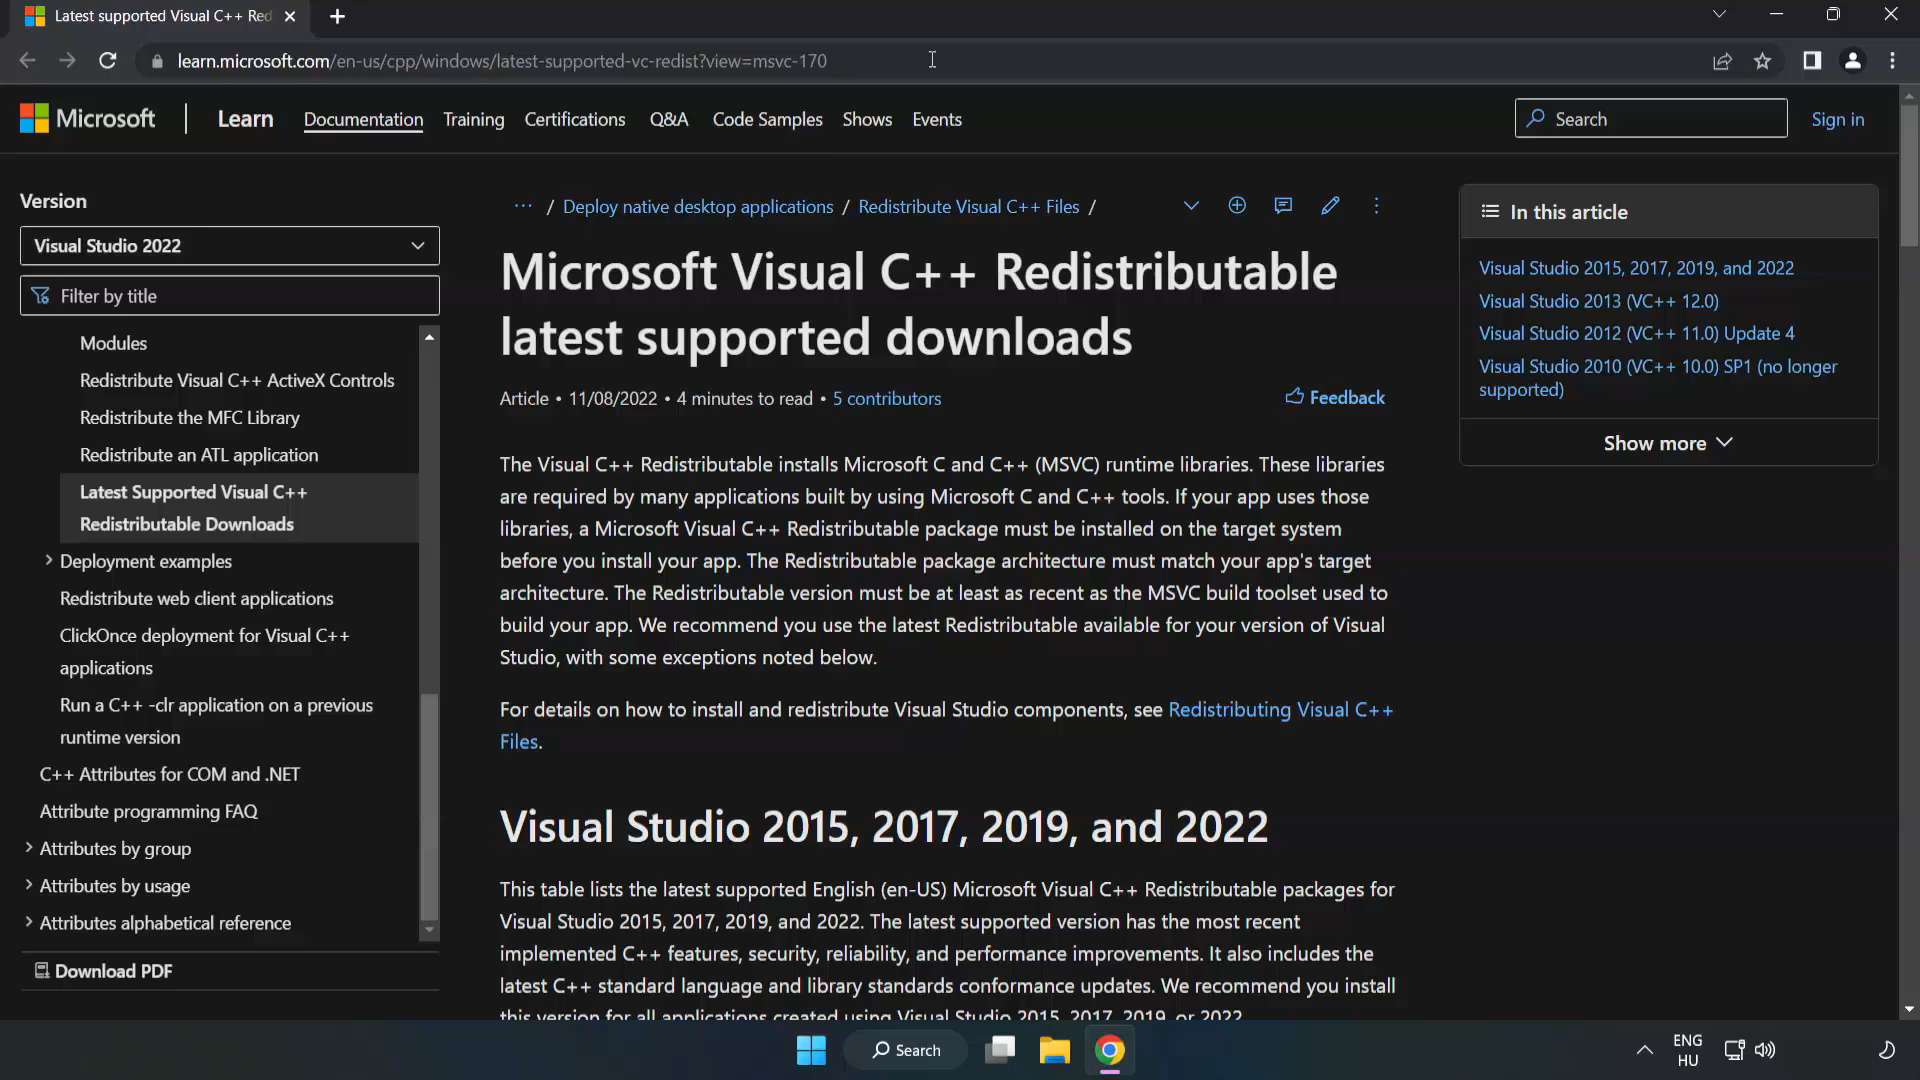 Latest supported Visual C++ Red
learn.microsoft.com/en-us/cpp/windows/latest-supported-vc-redist?view=msvc-170
Microsoft
Learn
Documentation
Training
Certifications
Q&A
Code Samples
Shows
Events
Search
Sign in
Version
Visual Studio 2022
Filter by title
Modules
Redistribute Visual C++ ActiveX Controls
Redistribute the MFC Library
Redistribute an ATL application
Latest Supported Visual C++
Redistributable Downloads
Deployment examples
Redistribute web client applications
ClickOnce deployment for Visual C++
applications
Run a C++ -clr application on a previous
runtime version
C++ Attributes for COM and .NET
Attribute programming FAQ
Attributes by group
Attributes by usage
Attributes alphabetical reference
Download PDF
··· / Deploy native desktop applications / Redistribute Visual C++ Files /
Microsoft Visual C++ Redistributable
latest supported downloads
Article • 11/08/2022 • 4 minutes to read • 5 contributors
Feedback
The Visual C++ Redistributable installs Microsoft C and C++ (MSVC) runtime libraries. These libraries
are required by many applications built by using Microsoft C and C++ tools. If your app uses those
libraries, a Microsoft Visual C++ Redistributable package must be installed on the target system
before you install your app. The Redistributable package architecture must match your app's target
architecture. The Redistributable version must be at least as recent as the MSVC build toolset used to
build your app. We recommend you use the latest Redistributable available for your version of Visual
Studio, with some exceptions noted below.
For details on how to install and redistribute Visual Studio components, see Redistributing Visual C++
Files.
Visual Studio 2015, 2017, 2019, and 2022
This table lists the latest supported English (en-US) Microsoft Visual C++ Redistributable packages for
Visual Studio 2015, 2017, 2019, and 2022. The latest supported version has the most recent
implemented C++ features, security, reliability, and performance improvements. It also includes the
latest C++ standard language and library standards conformance updates. We recommend you install
this version for all applications created using Visual Studio 2015, 2017, 2019, or 2022.
In this article
Visual Studio 2015, 2017, 2019, and 2022
Visual Studio 2013 (VC++ 12.0)
Visual Studio 2012 (VC++ 11.0) Update 4
Visual Studio 2010 (VC++ 10.0) SP1 (no longer
supported)
Show more
Search
ENG
HU